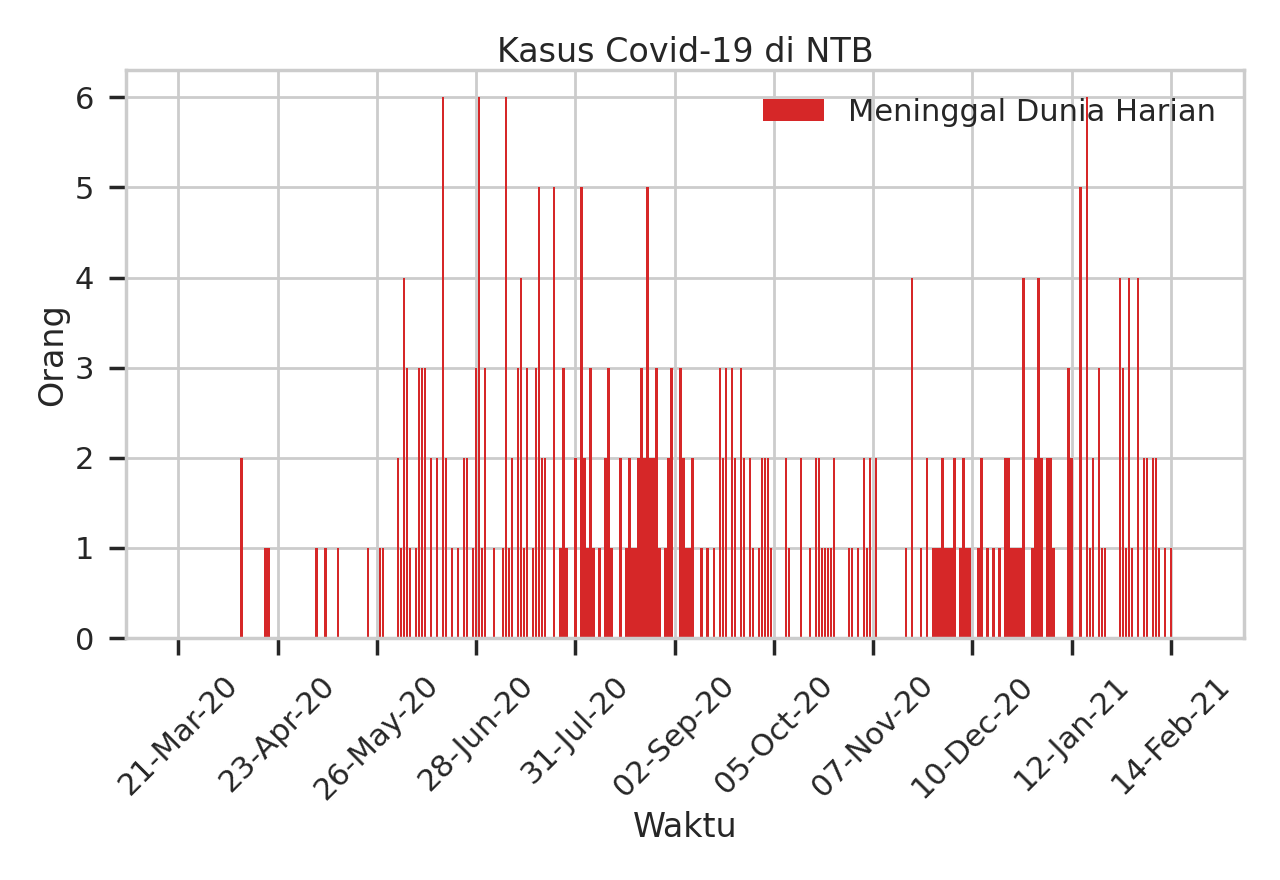 Kasus Covid-19 di NTB
Meninggal Dunia Harian
Orang
6
5
4
3
2
1
0
21-Mar-20
23-Apr-20
26-May-20
28-Jun-20
31-Jul-20
02-Sep-20
05-Oct-20
07-Nov-20
10-Dec-20
12-Jan-21
14-Feb-21
Waktu